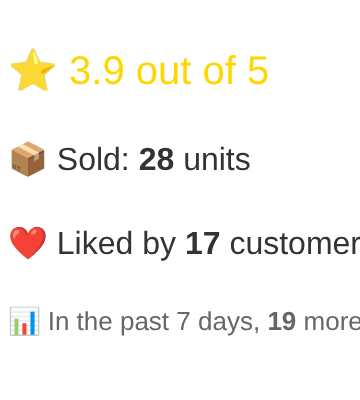 ⭐ 3.9 out of 5
📦 Sold: 28 units
❤️ Liked by 17 customer
📊 In the past 7 days, 19 more